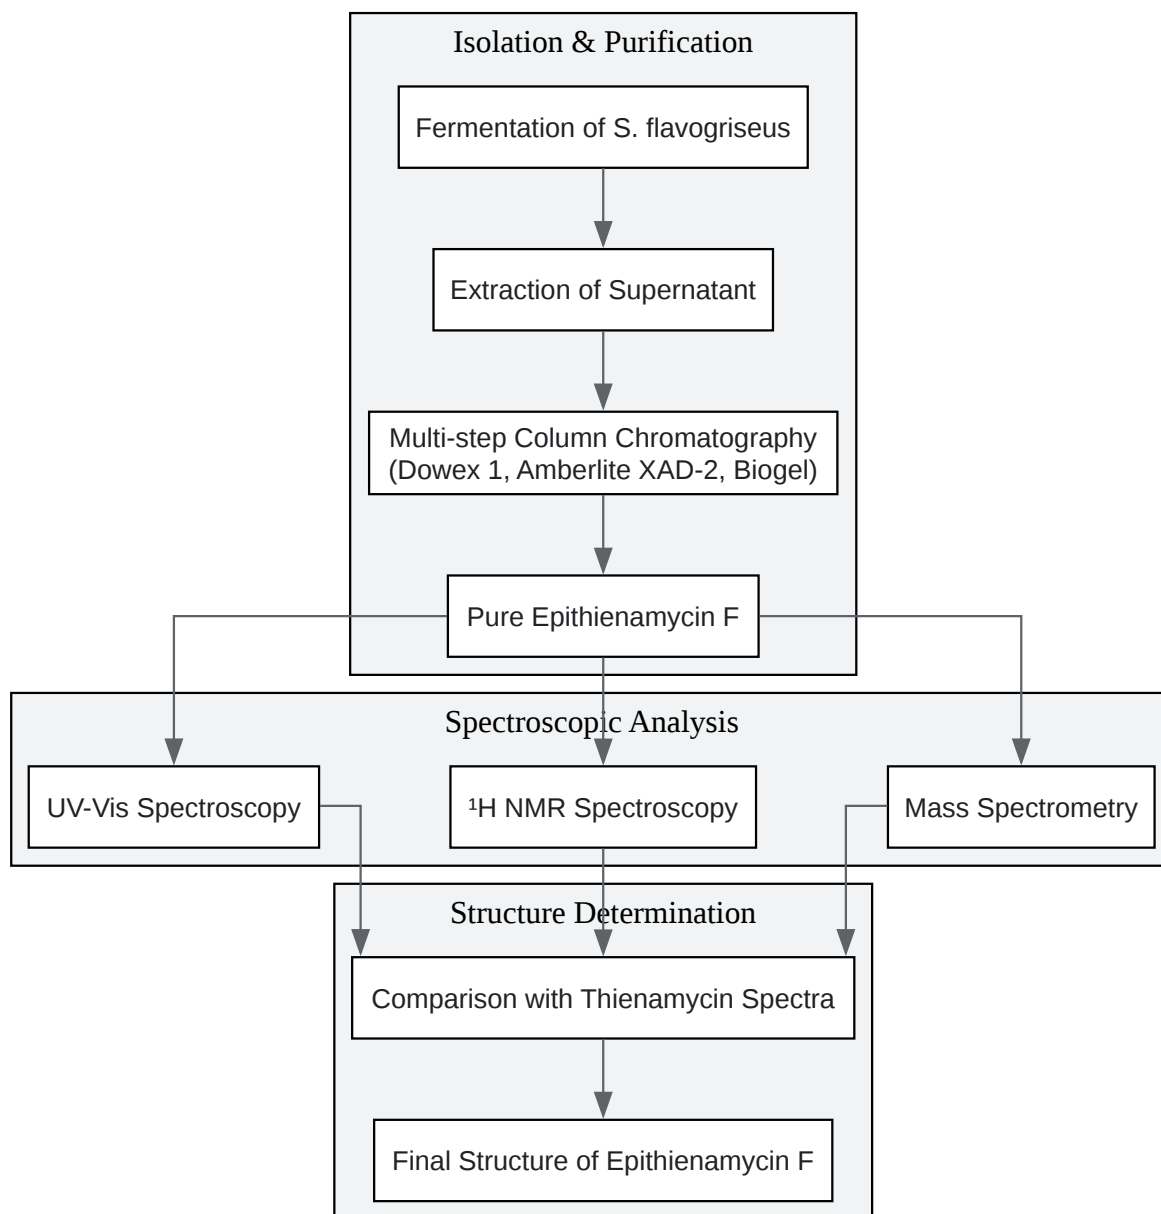 Isolation & Purification
Fermentation of S. flavogriseus
Extraction of Supernatant
Multi-step Column Chromatography
(Dowex 1, Amberlite XAD-2, Biogel)
Pure Epithienamycin F
Spectroscopic Analysis
UV-Vis Spectroscopy
¹H NMR Spectroscopy
Mass Spectrometry
Structure Determination
Comparison with Thienamycin Spectra
Final Structure of Epithienamycin F